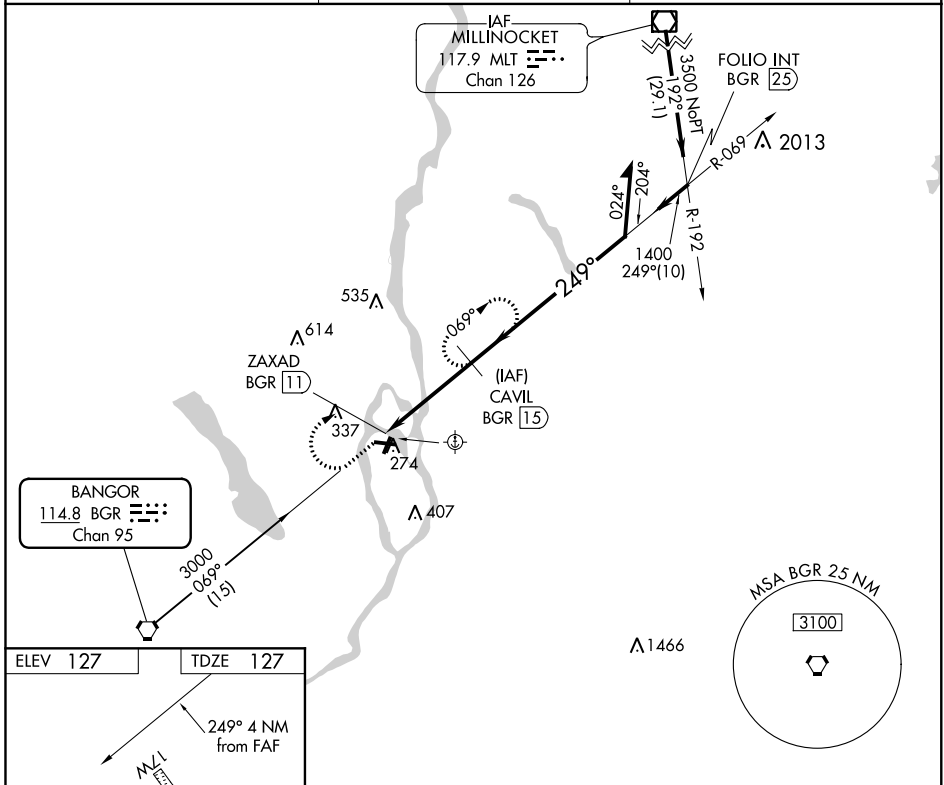 IAF
MILLINOCKET
117.9 MLT
Chan 126
3500 NoPT
192°
(29.1)
FOLIO INT
BGR 25
R-069
2013
024°
204°
R-192
1400
249°(10)
249°
535
614
069°
ZAXAD
BGR 11
(IAF)
CAVIL
BGR 15
337
274
407
BANGOR
114.8 BGR
Chan 95
3000
069°
(15)
MSA BGR 25 NM
3100
1466
ELEV 127
TDZE 127
249° 4 NM
from FAF
17W